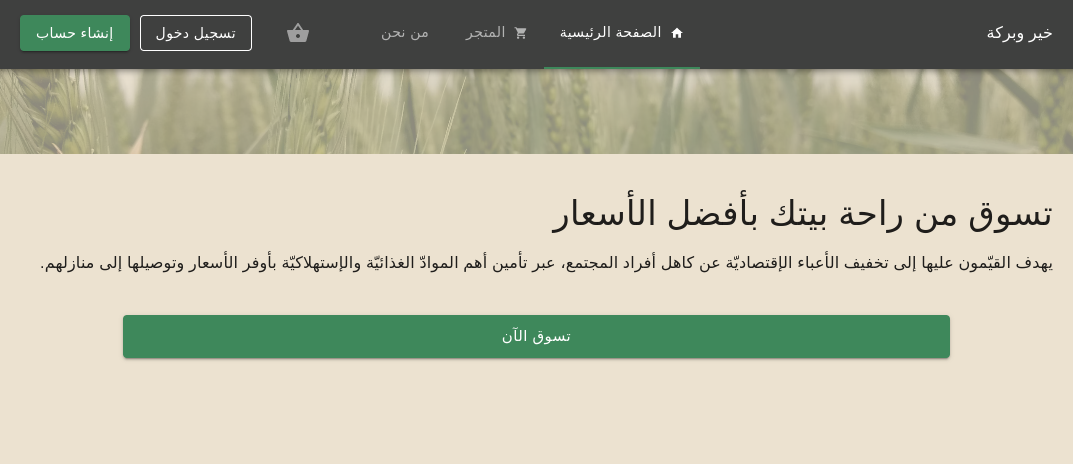 خير وبركة
الصفحة الرئيسية
المتجر
من نحن
تسجيل دخول
إنشاء حساب
تسوق من راحة بيتك بأفضل الأسعار
يهدف القيّمون عليها إلى تخفيف الأعباء الإقتصاديّة عن كاهل أفراد المجتمع، عبر تأمين أهم الموادّ الغذائيّة والإستهلاكيّة بأوفر الأسعار وتوصيلها إلى منازلهم.
تسوق الآن